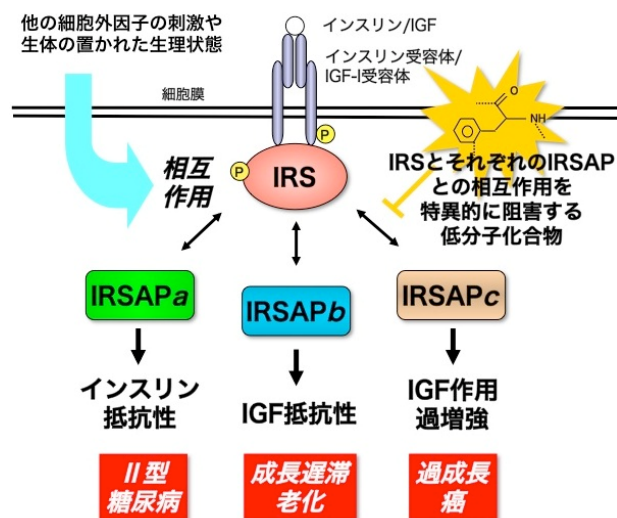 他の細胞外因子の刺激や
生体の置かれた生理状態
インスリン/IGF
インスリン受容体/
IGF-I受容体
細胞膜
P
P
O
NH
相互
作用
IRS
IRSとそれぞれのIRSAP
との相互作用を
特異的に阻害する
低分子化合物
IRSAPa
IRSAPb
IRSAPc
インスリン
抵抗性
IGF抵抗性
IGF作用
過増強
II型
糖尿病
成長遅滞
老化
過成長
癌